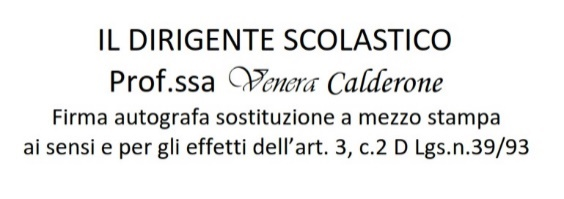 IL DIRIGENTE SCOLASTICO
Prof.ssa Venera Calderone
Firma autografa sostituzione a mezzo stampa
ai sensi e per gli effetti dell'art. 3, c.2 D Lgs.n.39/93